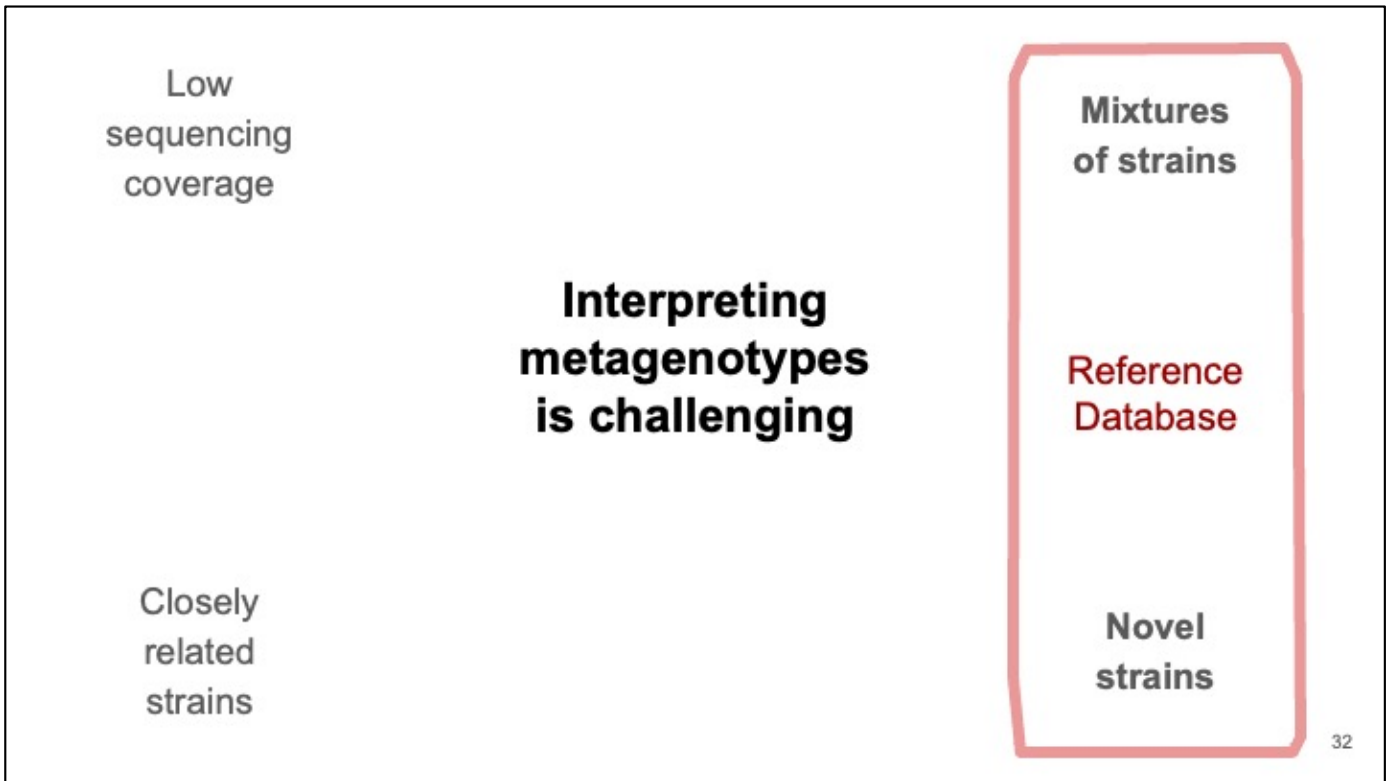 Low
sequencing
coverage
Mixtures
of strains
Interpreting
metagenotypes
is challenging
Reference
Database
Closely
related
strains
Novel
strains
32